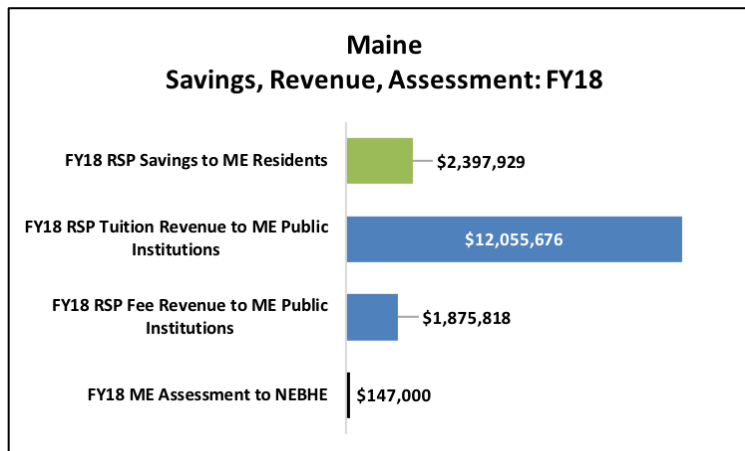 Maine
Savings, Revenue, Assessment: FY18
FY18 RSP Savings to ME Residents
$2,397,929
FY18 RSP Tuition Revenue to ME Public
Institutions
$12,055,676
FY18 RSP Fee Revenue to ME Public
Institutions
$1,875,818
FY18 ME Assessment to NEBHE
$147,000